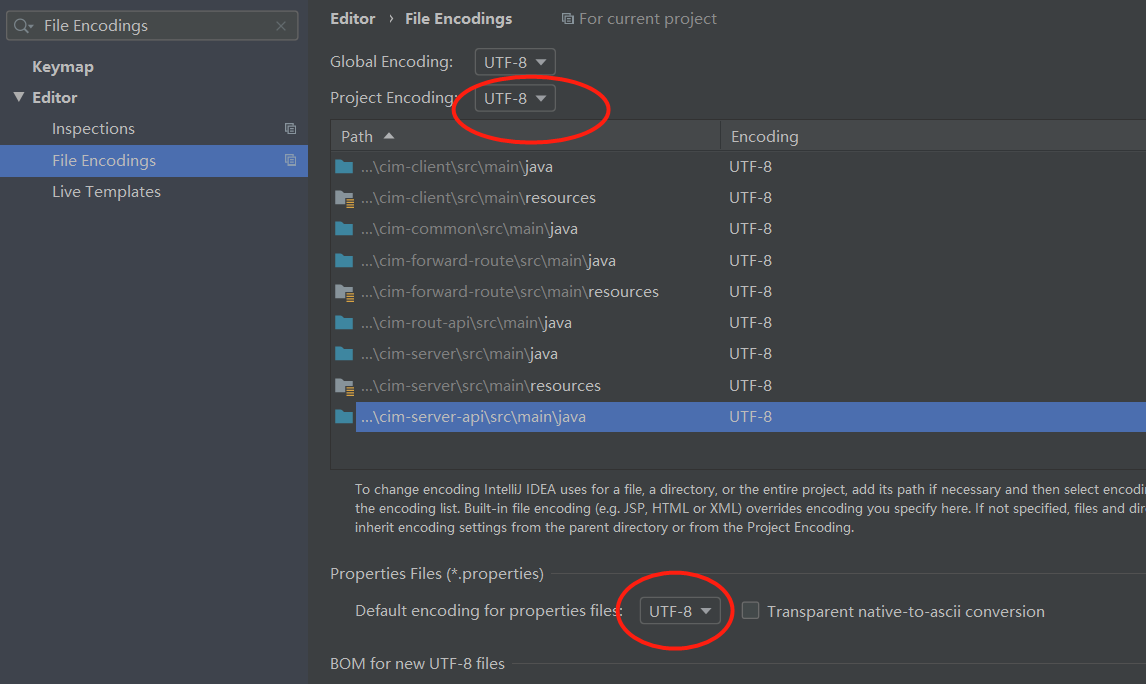 File Encodings
Keymap
Editor
Inspections
File Encodings
Live Templates
Editor › File Encodings For current project
Global Encoding: UTF-8
Project Encoding: UTF-8
Path Encoding
...\cim-client\src\main\java UTF-8
...\cim-client\src\main\resources UTF-8
...\cim-common\src\main\java UTF-8
...\cim-forward-route\src\main\java UTF-8
...\cim-forward-route\src\main\resources UTF-8
...\cim-rout-api\src\main\java UTF-8
...\cim-server\src\main\java UTF-8
...\cim-server\src\main\resources UTF-8
...\cim-server-api\src\main\java UTF-8
To change encoding IntelliJ IDEA uses for a file, a directory, or the entire project, add its path if necessary and then select encodi
the encoding list. Built-in file encoding (e.g. JSP, HTML or XML) overrides encoding you specify here. If not specified, files and dir
inherit encoding settings from the parent directory or from the Project Encoding.
Properties Files (*.properties)
Default encoding for properties files: UTF-8 Transparent native-to-ascii conversion
BOM for new UTF-8 files